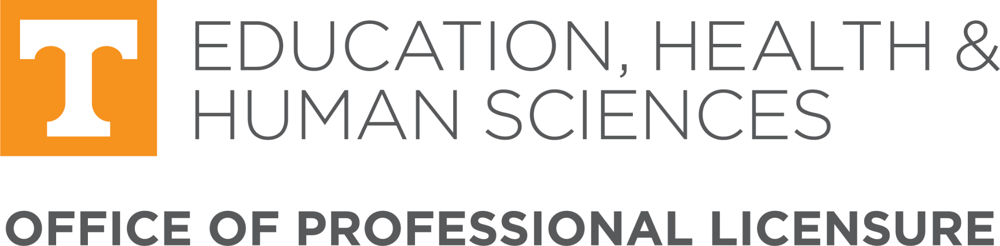 T
EDUCATION, HEALTH &
HUMAN SCIENCES
OFFICE OF PROFESSIONAL LICENSURE